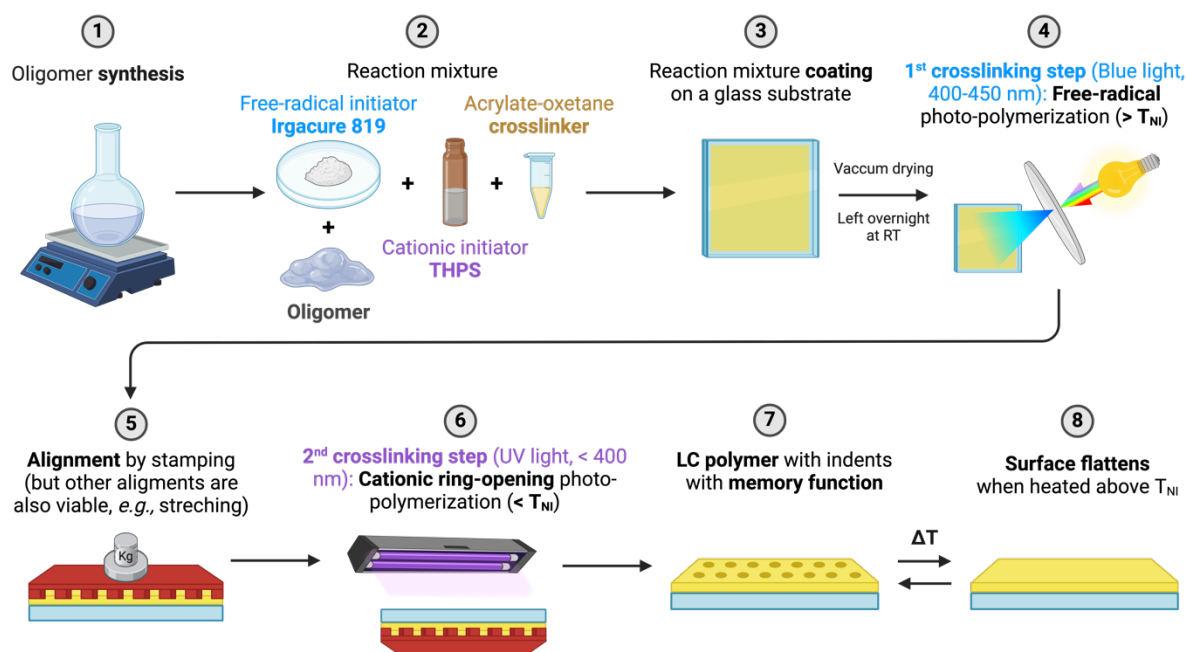 1
Oligomer synthesis
2
Reaction mixture
Free-radical initiator
Irgacure 819
Acrylate-oxetane
crosslinker
+
+
+
Cationic initiator
THPS
Oligomer
3
Reaction mixture coating
on a glass substrate
Vaccum drying
Left overnight
at RT
4
1st crosslinking step (Blue light,
400-450 nm): Free-radical
photo-polymerization (> TNI)
5
Alignment by stamping
(but other aligments are
also viable, e.g., streching)
Kg
6
2nd crosslinking step (UV light, < 400
nm): Cationic ring-opening photo-
polymerization (< TNI)
7
LC polymer with indents
with memory function
ΔT
8
Surface flattens
when heated above TNI